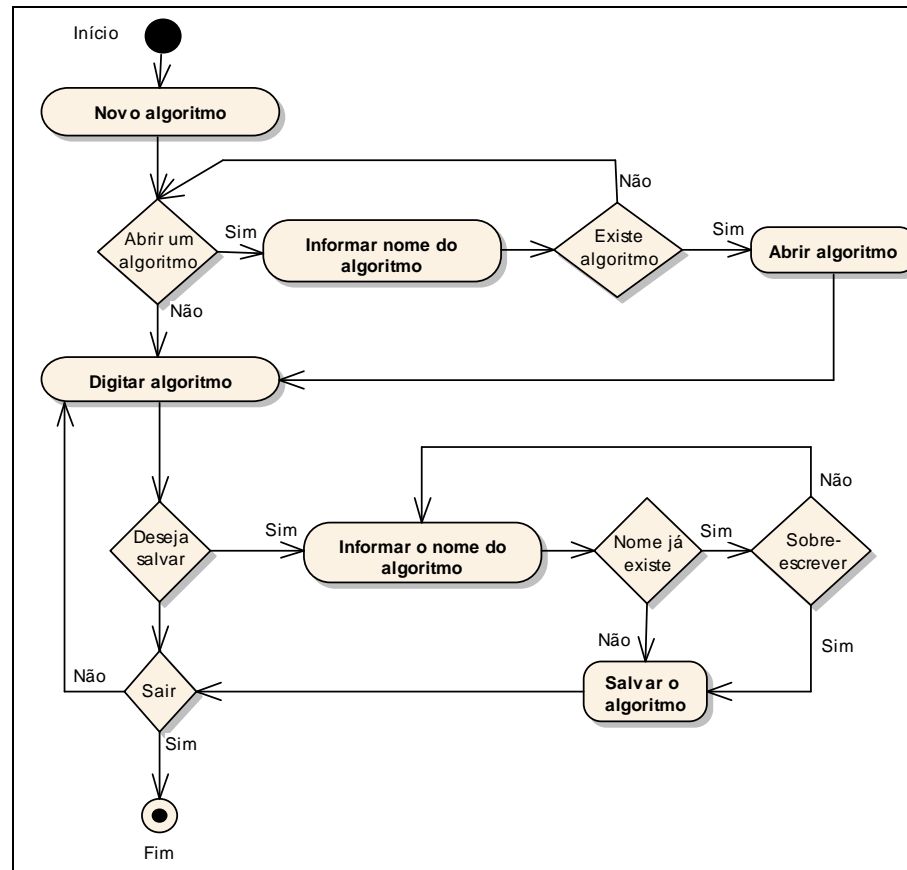 Início
Novo algoritmo
Não
Abrir um
algoritmo
Sim
Informar nome do
algoritmo
Existe
algoritmo
Sim
Abrir algoritmo
Não
Digitar algoritmo
Não
Deseja
salvar
Sim
Informar o nome do
algoritmo
Nome já
existe
Sim
Sobre-
escrever
Não
Sim
Salvar o
algoritmo
Não
Sair
Sim
Fim